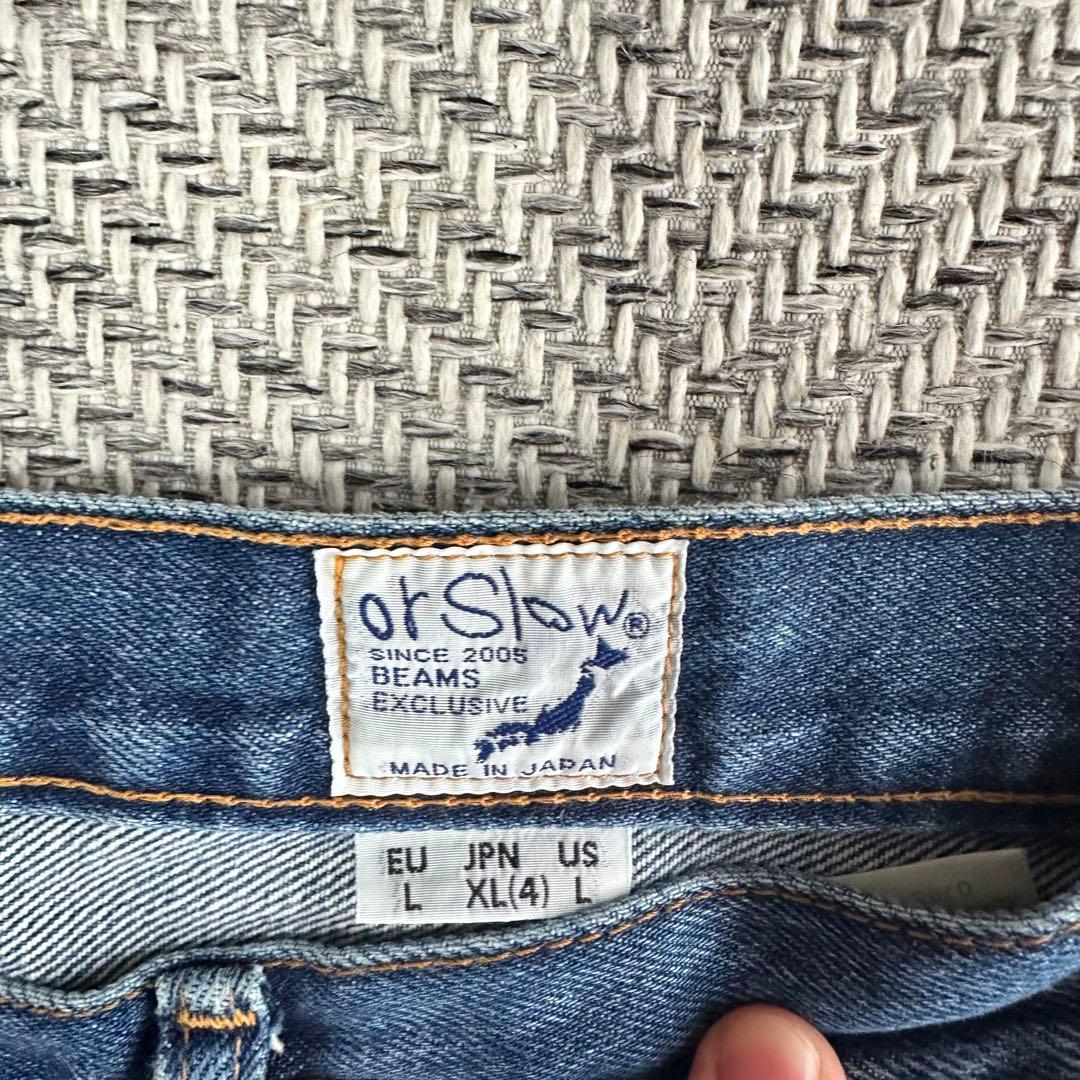 orSlow®
SINCE 2005
BEAMS
EXCLUSIVE
MADE IN JAPAN
EU JPN US
L XL(4) L